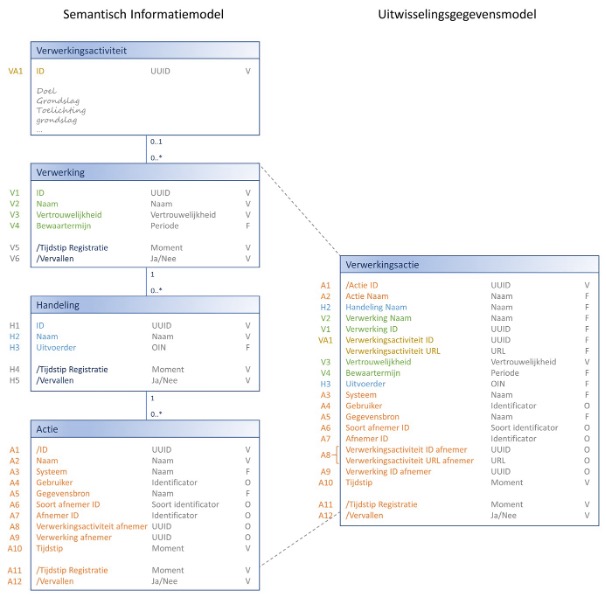 Semantisch Informatiemodel
Uitwisselingsgegevensmodel
Verwerkingsactiviteit
VA1 ID UUID V
Doel
Grondslag
Toelichting
grondslag
...
0..1
0..*
Verwerking
V1 ID UUID V
V2 Naam Naam V
V3 Vertrouwelijkheid Vertrouwelijkheid V
V4 Bewaartermijn Periode F
V5 /Tijdstip Registratie Moment V
V6 /Vervallen Ja/Nee V
1
0..*
Handeling
H1 ID UUID V
H2 Naam Naam V
H3 Uitvoerder OIN F
H4 /Tijdstip Registratie Moment V
H5 /Vervallen Ja/Nee V
1
0..*
Actie
A1 /ID UUID V
A2 Naam Naam V
A3 Systeem Naam F
A4 Gebruiker Identificator O
A5 Gegevensbron Naam F
A6 Soort afnemer ID Soort identificator O
A7 Afnemer ID Identificator O
A8 Verwerkingsactiviteit afnemer UUID O
A9 Verwerking afnemer UUID O
A10 Tijdstip Moment V
A11 /Tijdstip Registratie Moment V
A12 /Vervallen Ja/Nee V
Verwerkingsactie
A1 /Actie ID UUID V
A2 Actie Naam Naam F
H2 Handeling Naam Naam F
V2 Verwerking Naam Naam F
V1 Verwerking ID UUID F
VA1 Verwerkingsactiviteit ID UUID F
Verwerkingsactiviteit URL URL F
V3 Vertrouwelijkheid Vertrouwelijkheid V
V4 Bewaartermijn Periode F
H3 Uitvoerder OIN F
A3 Systeem Naam F
A4 Gebruiker Identificator O
A5 Gegevensbron Naam F
A6 Soort afnemer ID Soort identificator O
A7 Afnemer ID Identificator O
A8 Verwerkingsactiviteit ID afnemer UUID O
Verwerkingsactiviteit URL afnemer URL O
A9 Verwerking ID afnemer UUID O
A10 Tijdstip Moment V
A11 /Tijdstip Registratie Moment V
A12 /Vervallen Ja/Nee V